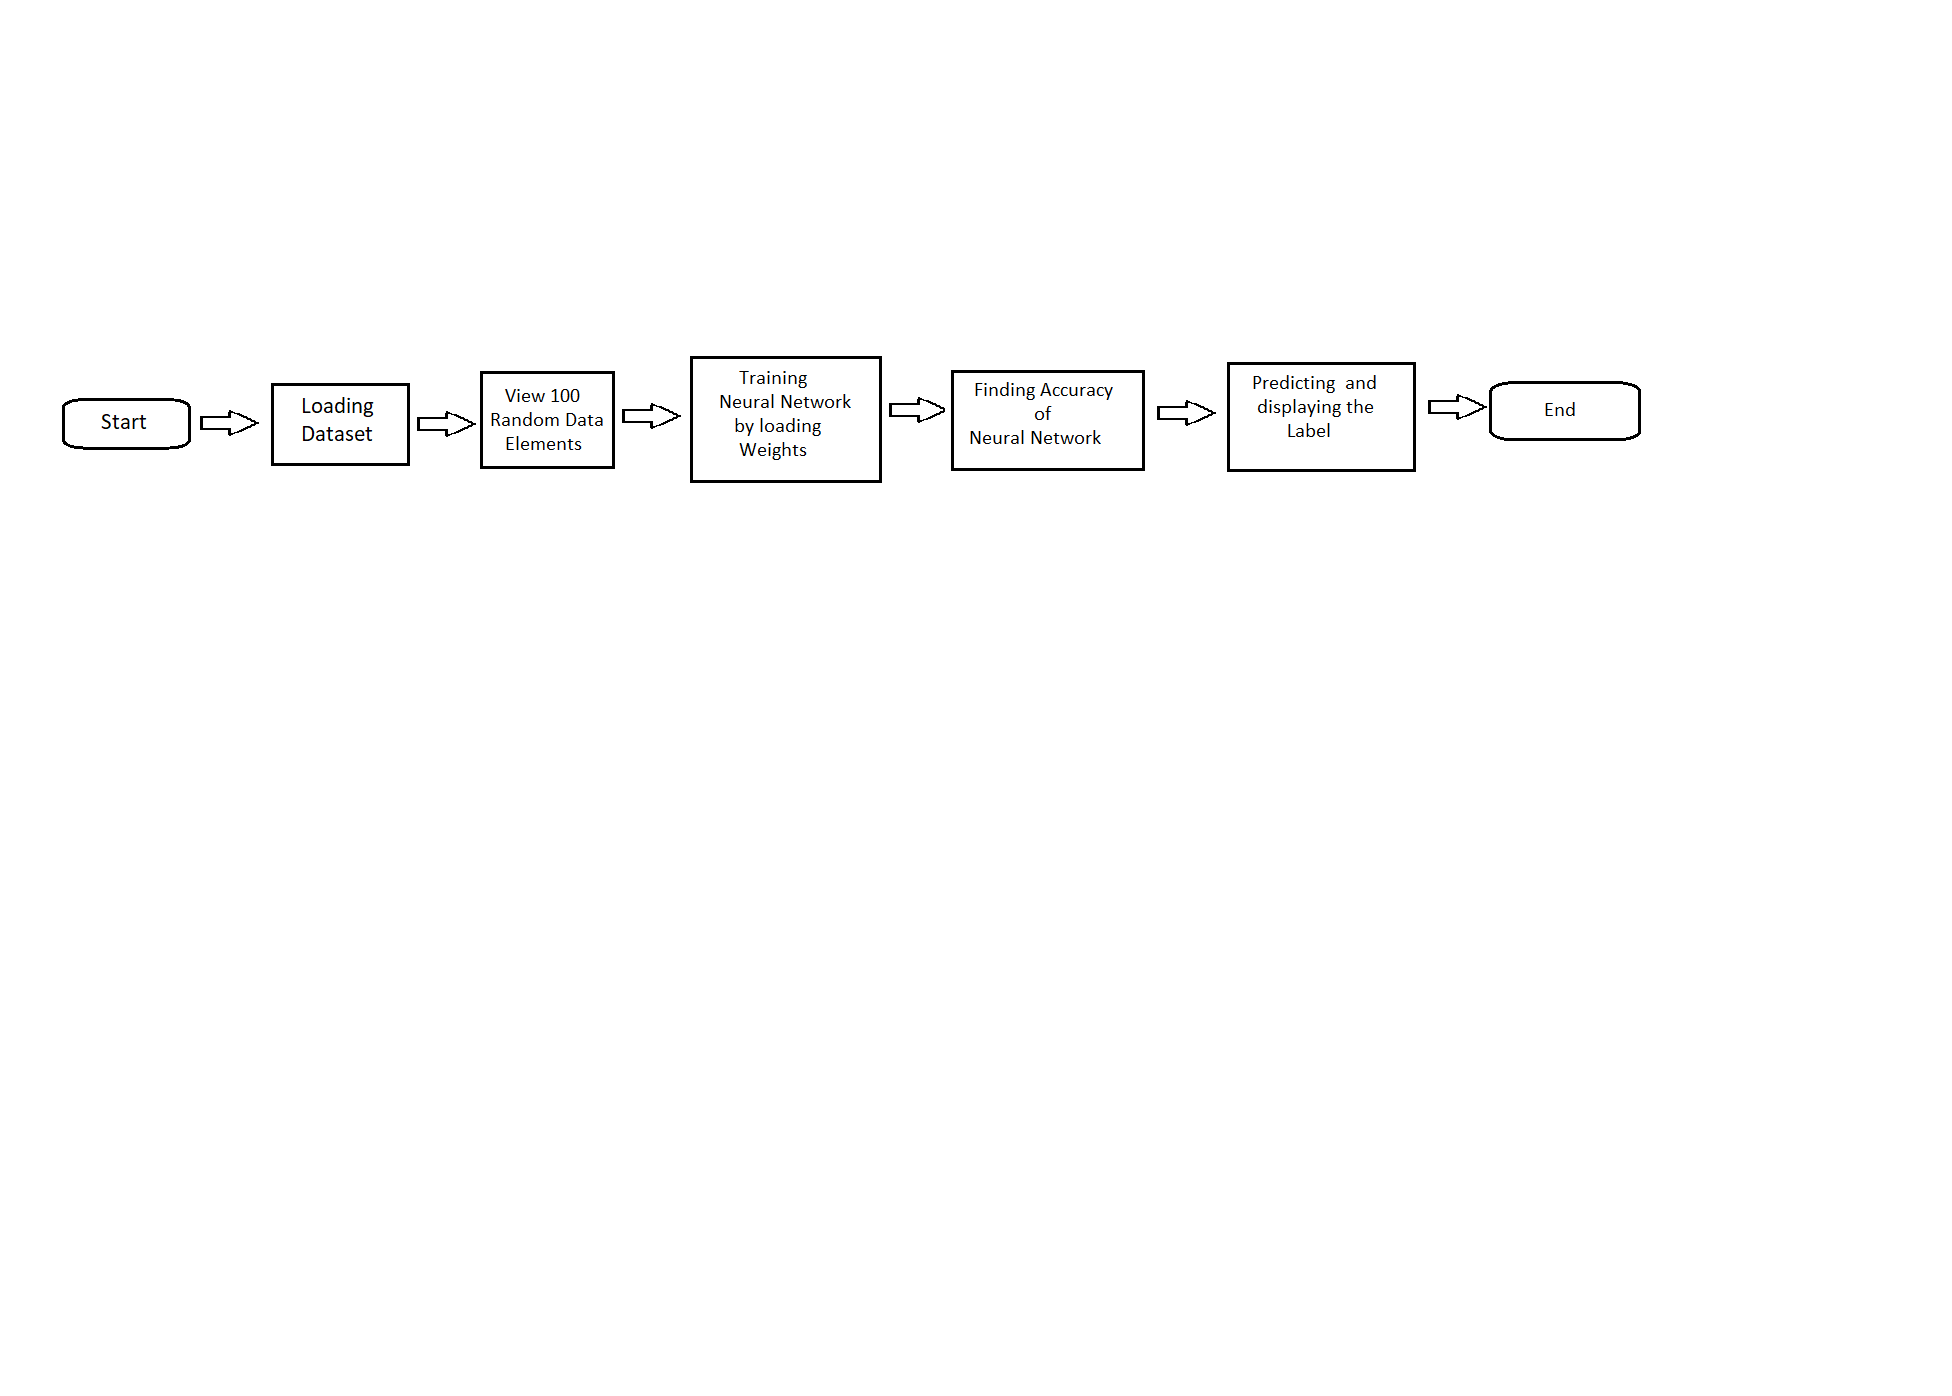 Start
Loading
Dataset
View 100
Random Data
Elements
Training
Neural Network
by loading
Weights
Finding Accuracy
of
Neural Network
Predicting  and
displaying the
Label
End